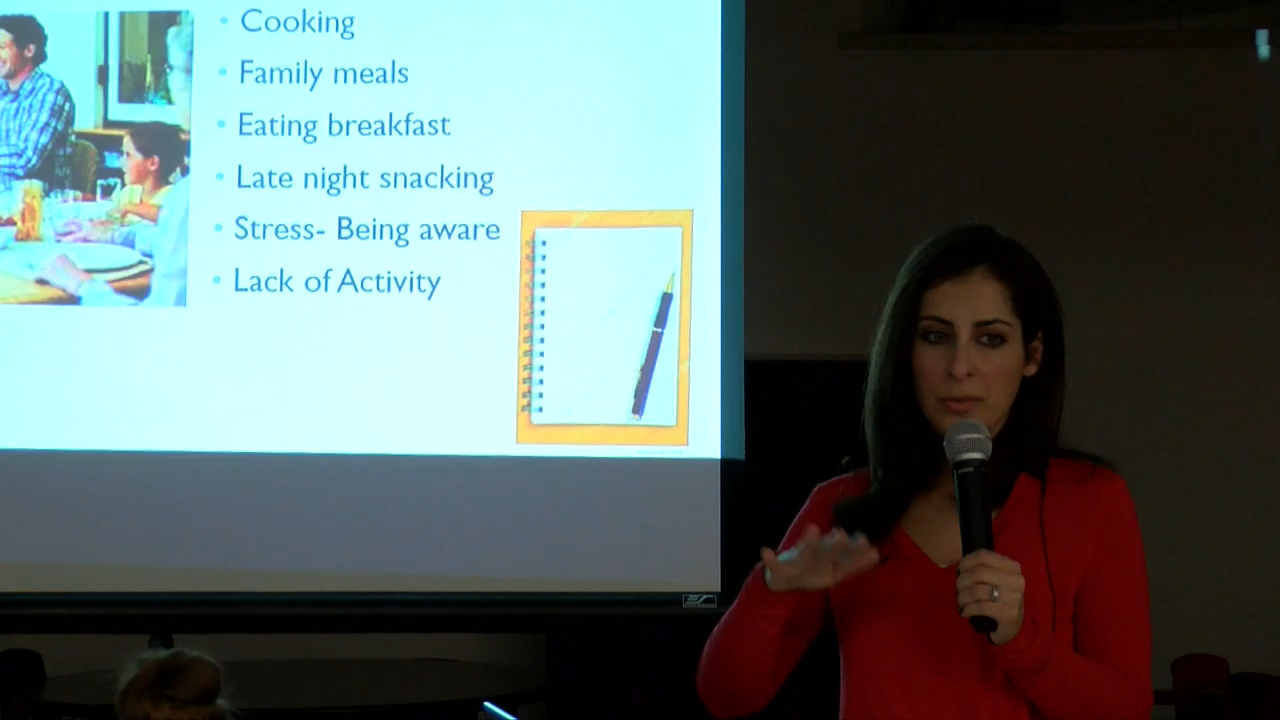 Cooking
Family meals
Eating breakfast
Late night snacking
Stress- Being aware
Lack of Activity